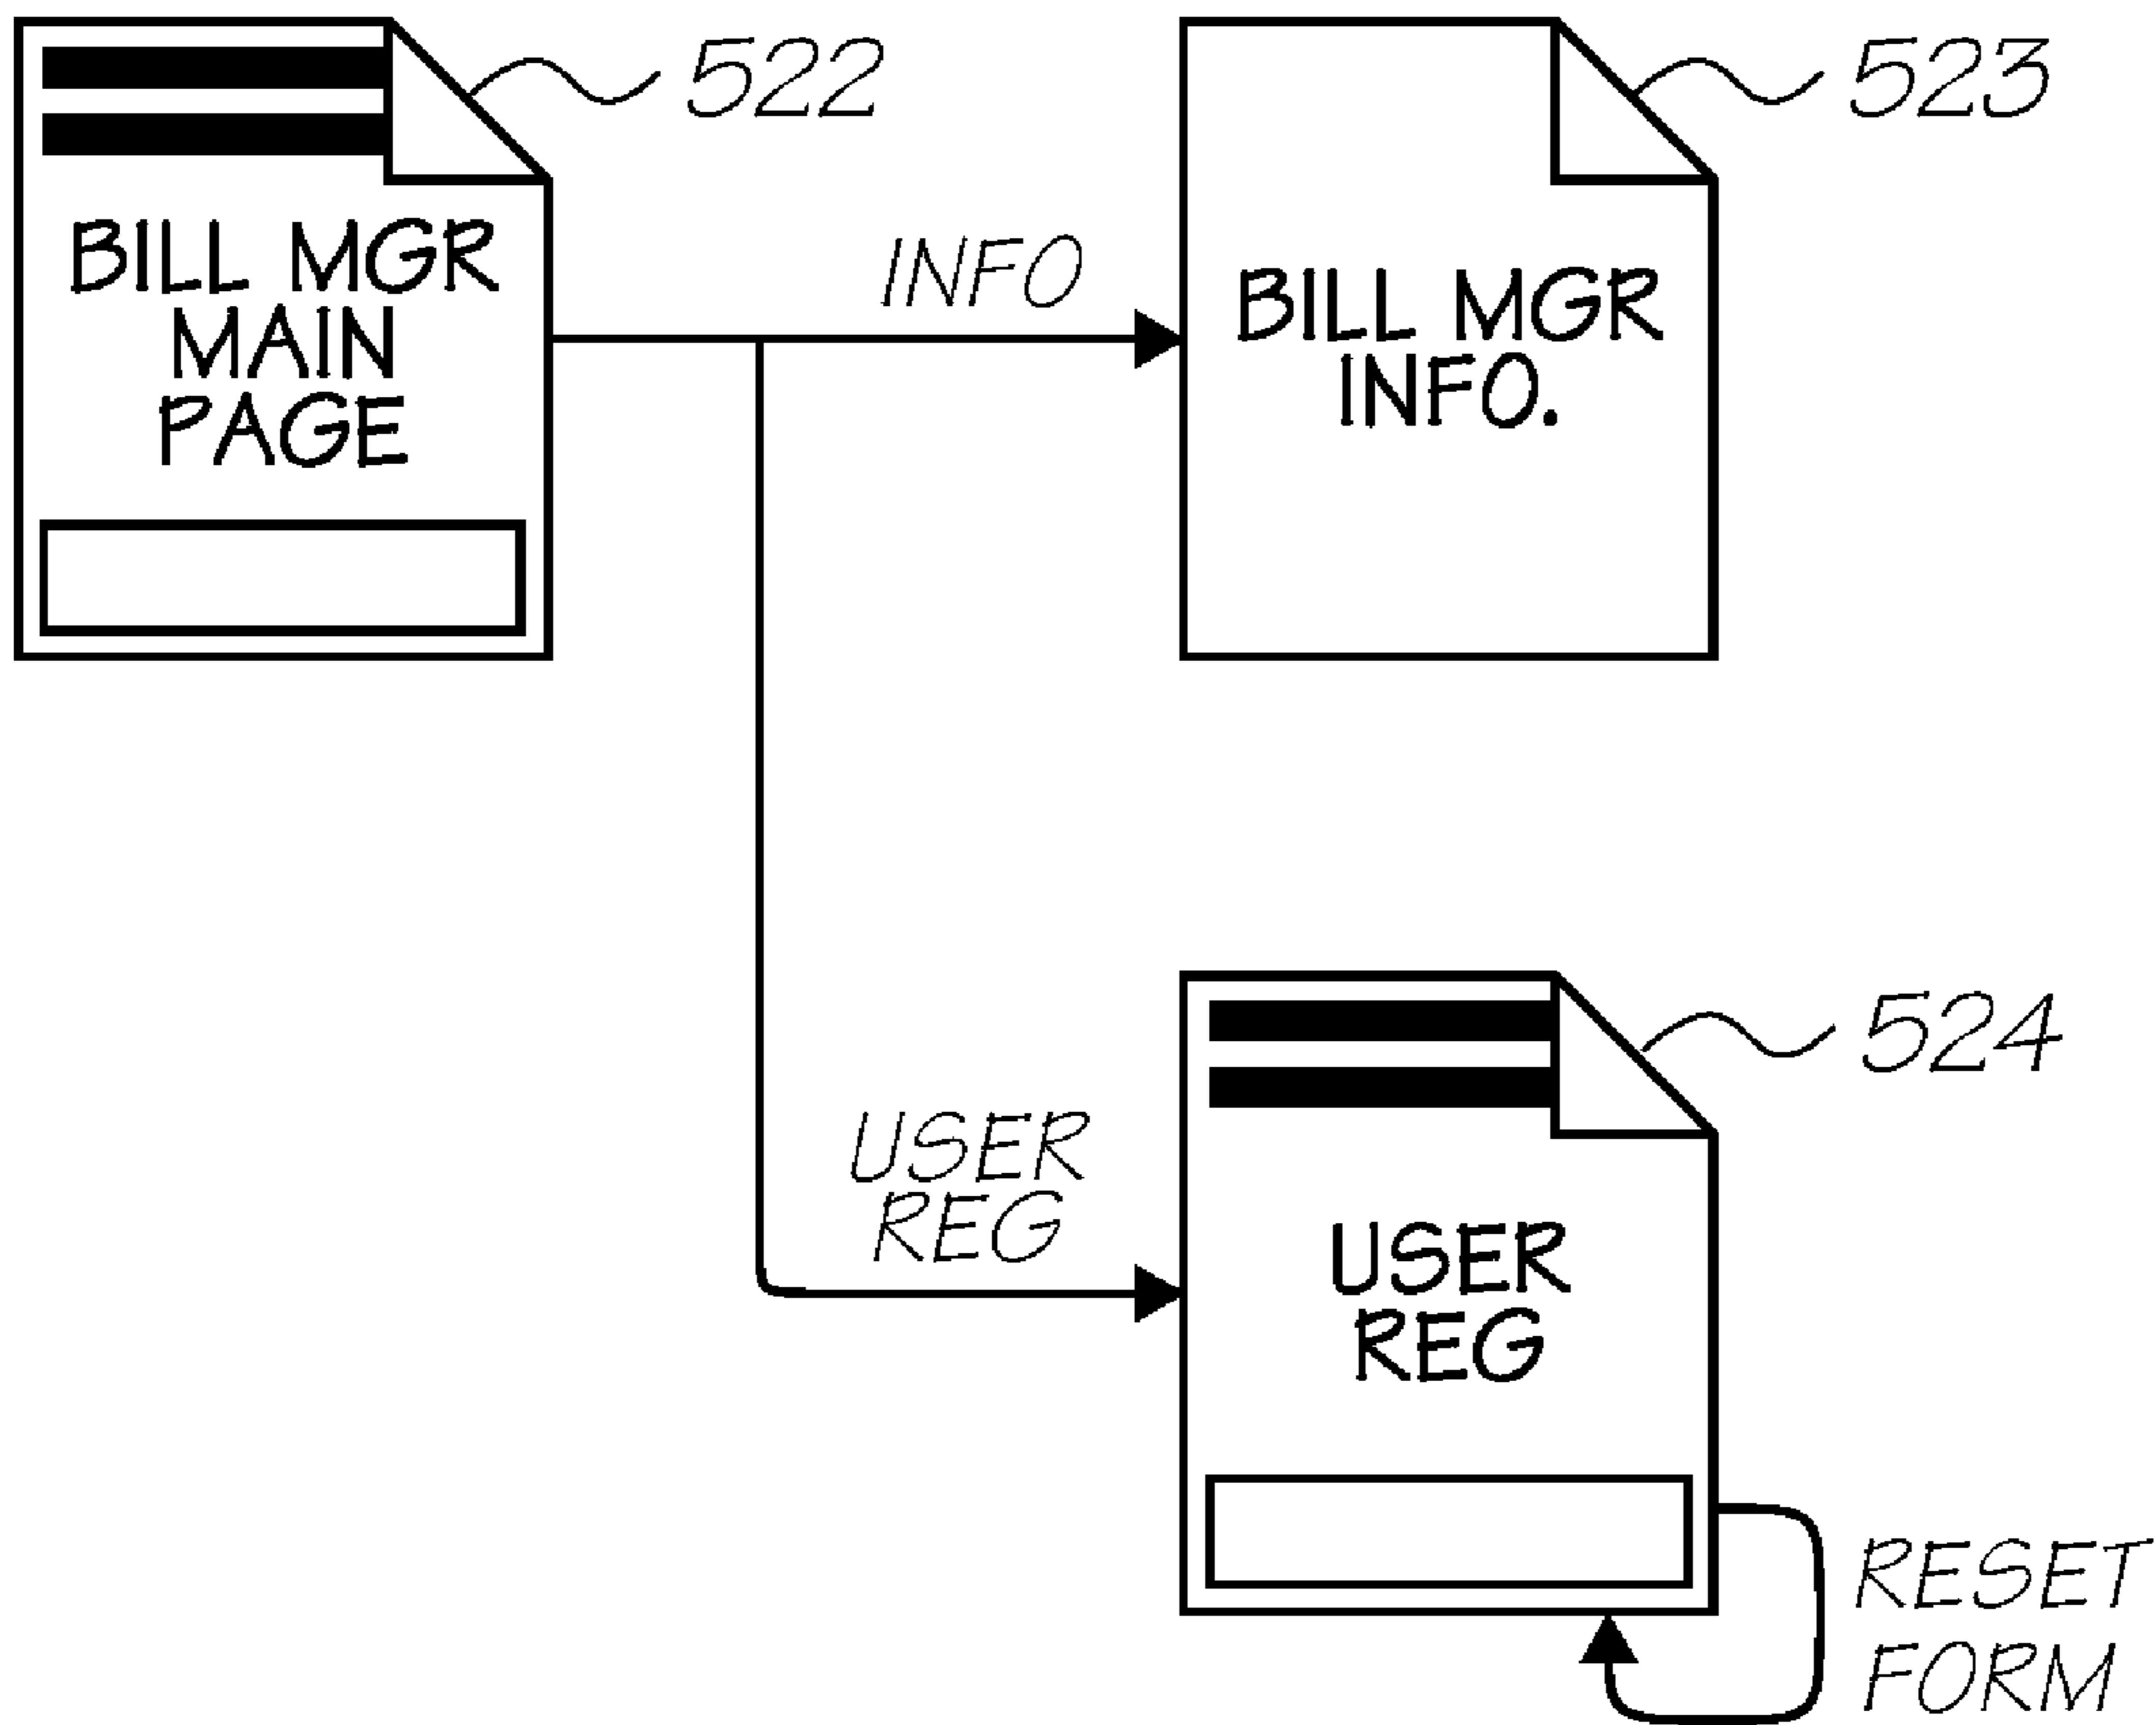 522
523
BILL MGR
MAIN
PAGE
INFO
BILL MGR
INFO.
524
USER
REG
USER
REG
RESET
FORM